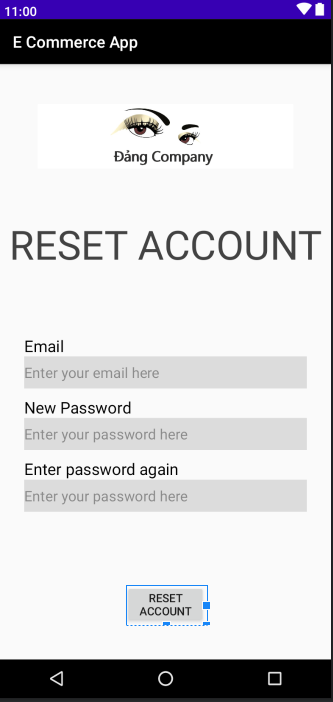 11:00
E Commerce App
Đảng Company
RESET ACCOUNT
Email
Enter your email here
New Password
Enter your password here
Enter password again
Enter your password here
RESET
ACCOUNT